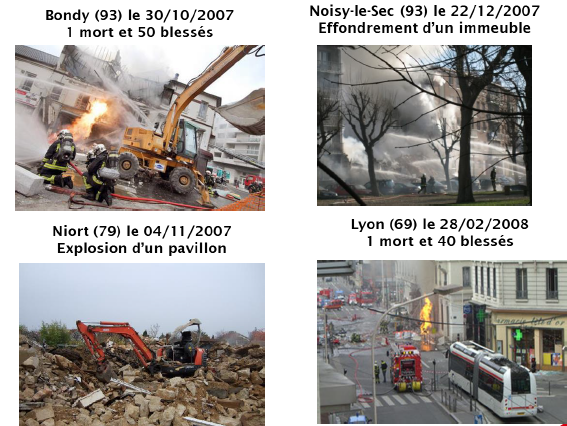 Bondy (93) le 30/10/2007
1 mort et 50 blessés
Noisy-le-Sec (93) le 22/12/2007
Effondrement d'un immeuble
Niort (79) le 04/11/2007
Explosion d'un pavillon
Lyon (69) le 28/02/2008
1 mort et 40 blessés